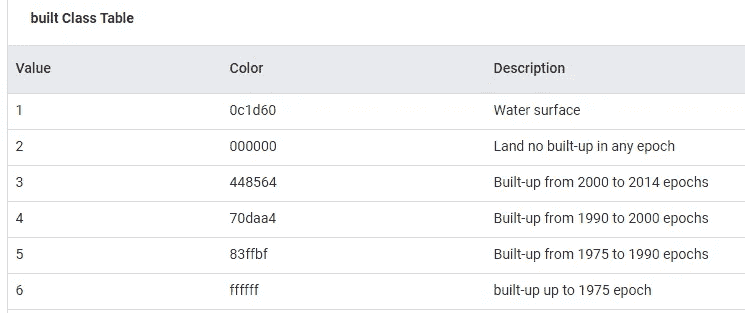 built Class Table
Value Color Description
1 0c1d60 Water surface
2 000000 Land no built-up in any epoch
3 448564 Built-up from 2000 to 2014 epochs
4 70daa4 Built-up from 1990 to 2000 epochs
5 83ffbf Built-up from 1975 to 1990 epochs
6 ffffff built-up up to 1975 epoch